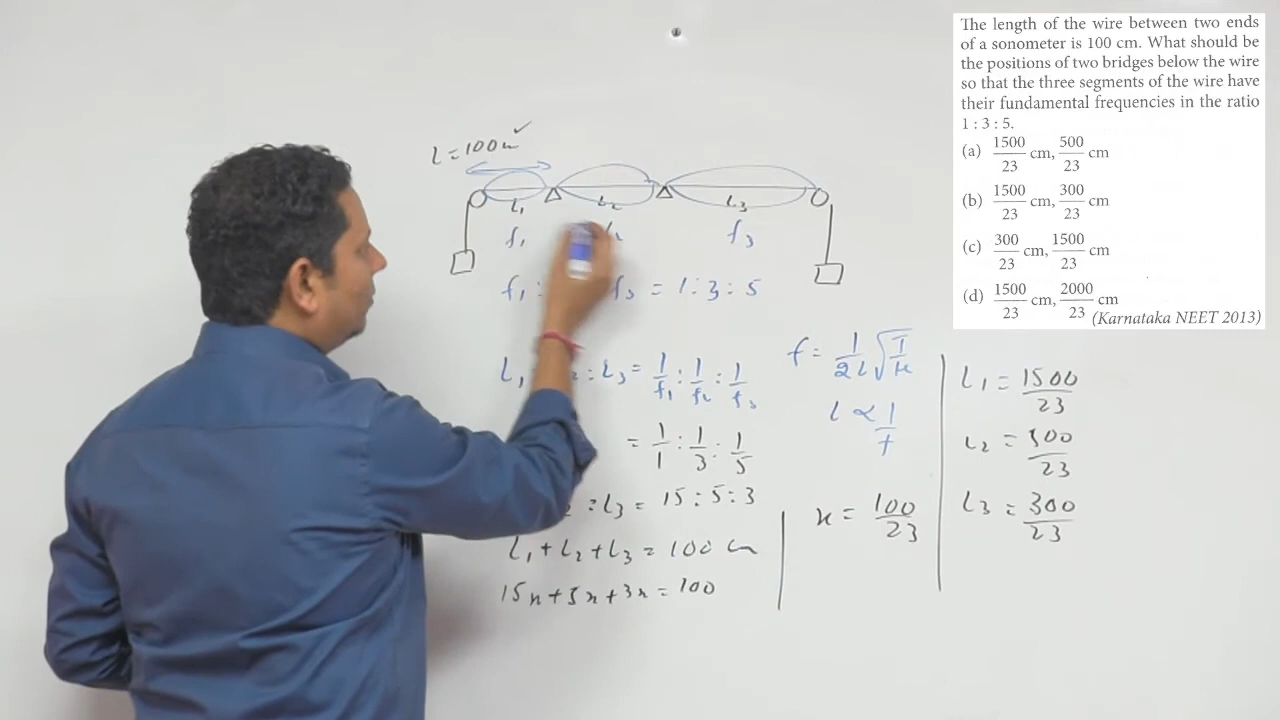 The length of the wire between two ends
of a sonometer is 100 cm. What should be
the positions of two bridges below the wire
so that the three segments of the wire have
their fundamental frequencies in the ratio
1 : 3 : 5.
(a) 1500/23 cm, 500/23 cm
(b) 1500/23 cm, 300/23 cm
(c) 300/23 cm, 1500/23 cm
(d) 1500/23 cm, 2000/23 cm
(Karnataka NEET 2013)
L1 L2 L3
f1 f3
f1 : f3 = 1 : 3 : 5
L1 : L3 = 1/f1 : 1/f2 : 1/f3
= 1/1 : 1/3 : 1/5
: L3 = 15 : 5 : 3
L1 + L2 + L3 = 100 cm
15x + 5x + 3x = 100
f = 1/2l √T/μ
l ∝ 1/f
x = 100/23
L1 = 1500/23
L2 = 500/23
L3 = 300/23